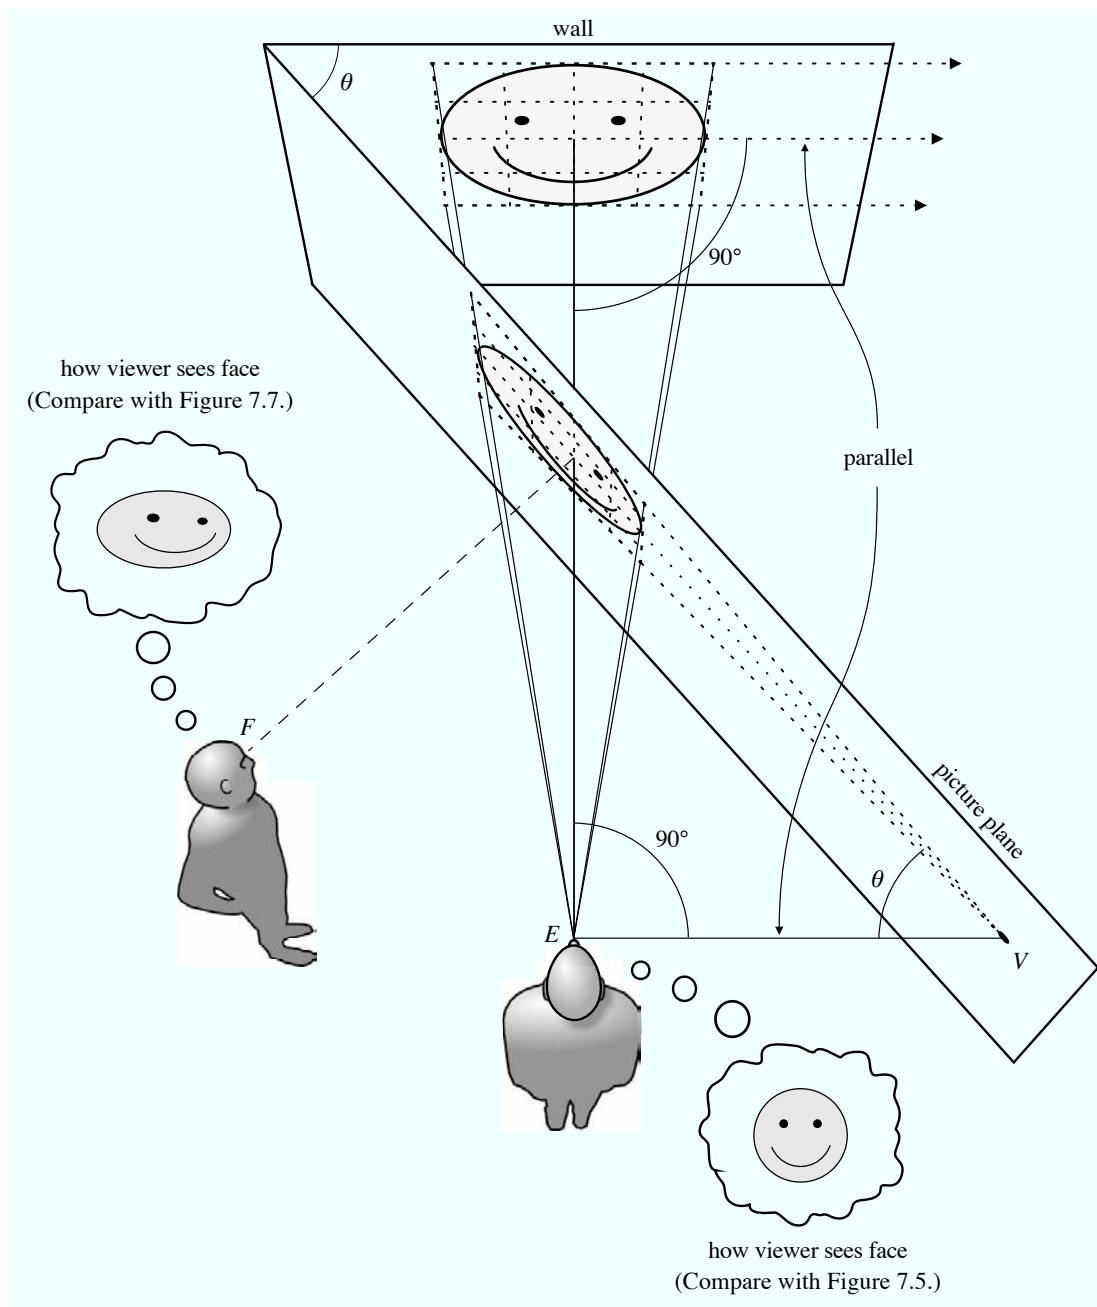 wall
θ
90°
how viewer sees face
(Compare with Figure 7.7.)
parallel
F
picture plane
90°
θ
E
V
how viewer sees face
(Compare with Figure 7.5.)